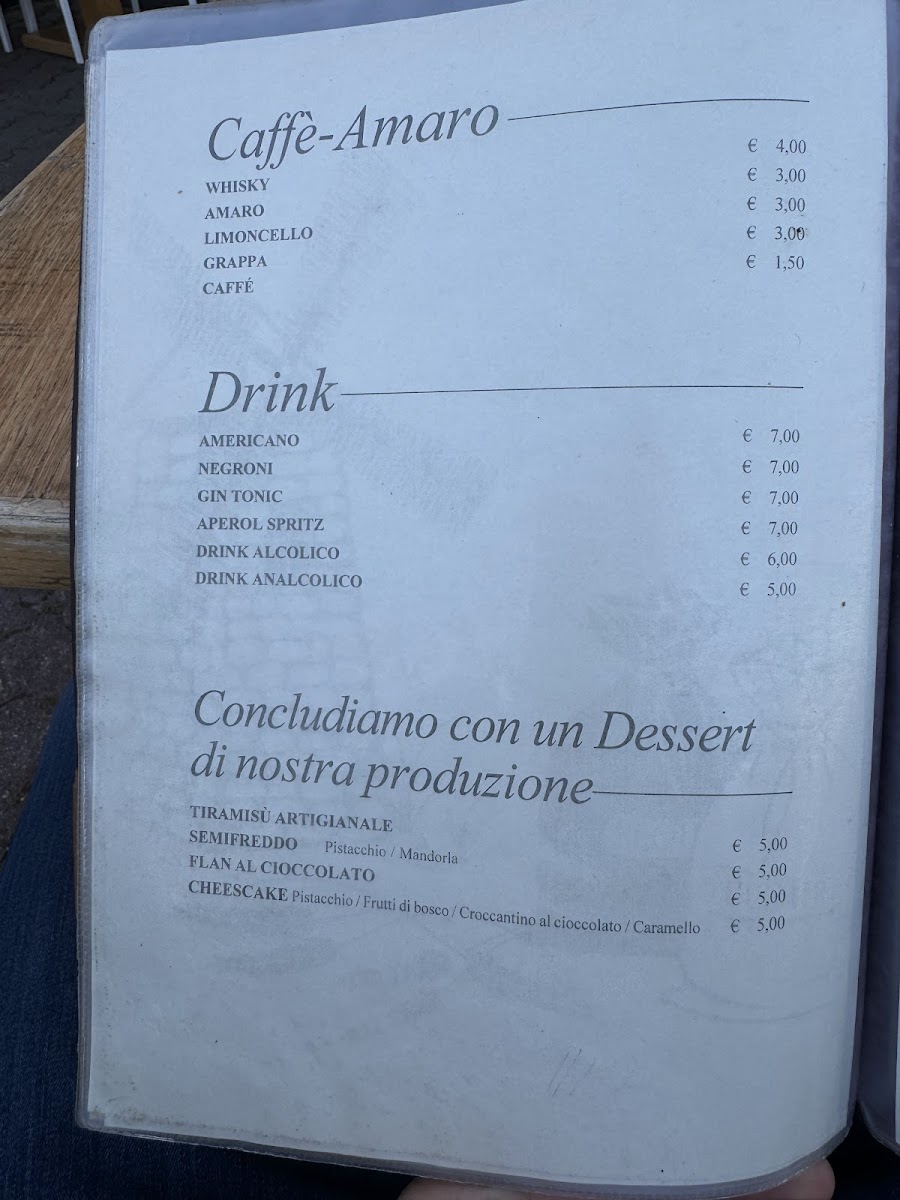 Caffè-Amaro
WHISKY € 4,00
AMARO € 3,00
LIMONCELLO € 3,00
GRAPPA € 3,00
CAFFÉ € 1,50
Drink
AMERICANO € 7,00
NEGRONI € 7,00
GIN TONIC € 7,00
APEROL SPRITZ € 7,00
DRINK ALCOLICO € 6,00
DRINK ANALCOLICO € 5,00
Concludiamo con un Dessert
di nostra produzione
TIRAMISÙ ARTIGIANALE € 5,00
SEMIFREDDO Pistacchio / Mandorla € 5,00
FLAN AL CIOCCOLATO € 5,00
CHEESCAKE Pistacchio / Frutti di bosco / Croccantino al cioccolato / Caramello € 5,00